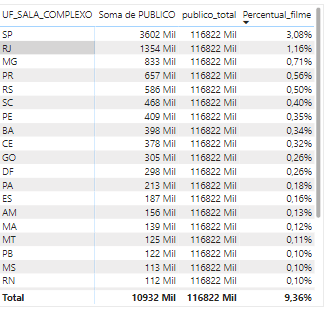 UF_SALA_COMPLEXO Soma de PUBLICO publico_total Percentual_filme
SP 3602 Mil 116822 Mil 3,08%
RJ 1354 Mil 116822 Mil 1,16%
MG 833 Mil 116822 Mil 0,71%
PR 657 Mil 116822 Mil 0,56%
RS 586 Mil 116822 Mil 0,50%
SC 468 Mil 116822 Mil 0,40%
PE 409 Mil 116822 Mil 0,35%
BA 398 Mil 116822 Mil 0,34%
CE 378 Mil 116822 Mil 0,32%
GO 305 Mil 116822 Mil 0,26%
DF 298 Mil 116822 Mil 0,26%
PA 213 Mil 116822 Mil 0,18%
ES 187 Mil 116822 Mil 0,16%
AM 156 Mil 116822 Mil 0,13%
MA 139 Mil 116822 Mil 0,12%
MT 125 Mil 116822 Mil 0,11%
PB 122 Mil 116822 Mil 0,10%
MS 113 Mil 116822 Mil 0,10%
RN 112 Mil 116822 Mil 0,10%
Total 10932 Mil 116822 Mil 9,36%